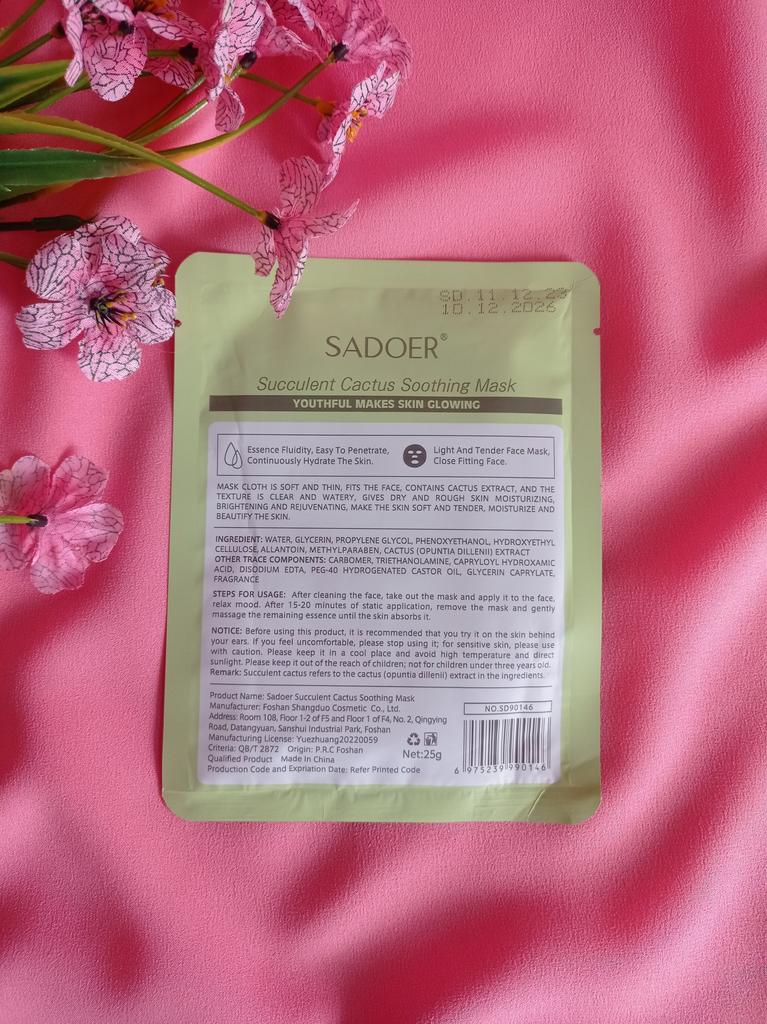 SD.11.12.23
10.12.2026
SADOER®
Succulent Cactus Soothing Mask
YOUTHFUL MAKES SKIN GLOWING
Essence Fluidity, Easy To Penetrate,
Continuously Hydrate The Skin.
Light And Tender Face Mask,
Close Fitting Face.
MASK CLOTH IS SOFT AND THIN, FITS THE FACE, CONTAINS CACTUS EXTRACT, AND THE
TEXTURE IS CLEAR AND WATERY, GIVES DRY AND ROUGH SKIN MOISTURIZING,
BRIGHTENING AND REJUVENATING, MAKE THE SKIN SOFT AND TENDER, MOISTURIZE AND
BEAUTIFY THE SKIN.
INGREDIENT: WATER, GLYCERIN, PROPYLENE GLYCOL, PHENOXYETHANOL, HYDROXYETHYL
CELLULOSE, ALLANTOIN, METHYLPARABEN, CACTUS (OPUNTIA DILLENII) EXTRACT
OTHER TRACE COMPONENTS: CARBOMER, TRIETHANOLAMINE, CAPRYLOYL HYDROXAMIC
ACID, DISODIUM EDTA, PEG-40 HYDROGENATED CASTOR OIL, GLYCERIN CAPRYLATE,
FRAGRANCE
STEPS FOR USAGE: After cleaning the face, take out the mask and apply it to the face,
relax mood. After 15-20 minutes of static application, remove the mask and gently
massage the remaining essence until the skin absorbs it.
NOTICE: Before using this product, it is recommended that you try it on the skin behind
your ears. If you feel uncomfortable, please stop using it; for sensitive skin, please use
with caution. Please keep it in a cool place and avoid high temperature and direct
sunlight. Please keep it out of the reach of children; not for children under three years old.
Remark: Succulent cactus refers to the cactus (opuntia dillenii) extract in the ingredients.
Product Name: Sadoer Succulent Cactus Soothing Mask
Manufacturer: Foshan Shangduo Cosmetic Co., Ltd.
Address: Room 108, Floor 1-2 of F5 and Floor 1 of F4, No. 2, Qingying
Road, Datangyuan, Sanshui Industrial Park, Foshan
Manufacturing License: Yuezhuang20220059
Criteria: QB/T 2872 Origin: P.R.C Foshan
Qualified Product Made In China
Production Code and Expriation Date: Refer Printed Code
Net:25g
NO.SD90146
6 975239 990146